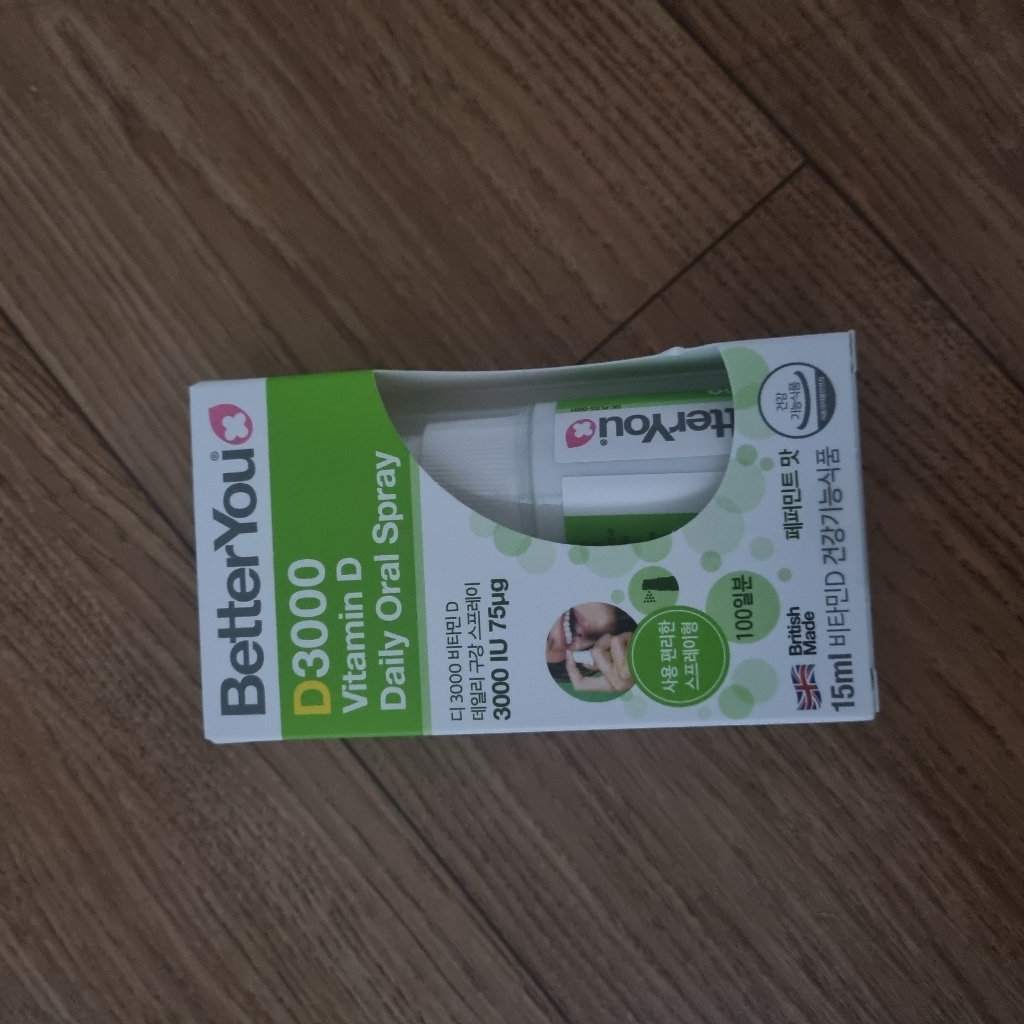 BetterYou®
D3000
Vitamin D
Daily Oral Spray
디 3000 비타민 D
데일리 구강 스프레이
3000 IU 75µg
사용 편리한
스프레이형
100일분
British
Made
페퍼민트 맛
15ml 비타민D 건강기능식품
건강
기능식품
tterYou®